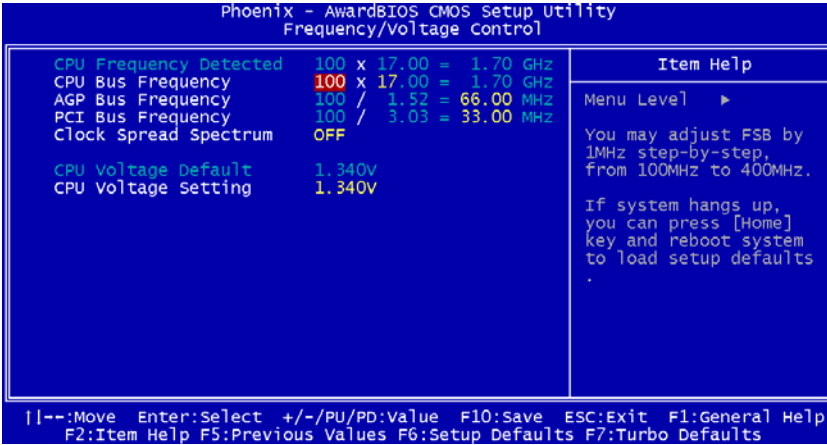 Phoenix - AwardBIOS CMOS Setup Utility
Frequency/Voltage Control
CPU Frequency Detected 100 x 17.00 = 1.70 GHz
CPU Bus Frequency 100 x 17.00 = 1.70 GHz
AGP Bus Frequency 100 / 1.52 = 66.00 MHz
PCI Bus Frequency 100 / 3.03 = 33.00 MHz
Clock Spread Spectrum OFF
CPU Voltage Default 1.340V
CPU Voltage Setting 1.340V
Item Help
Menu Level ▶
You may adjust FSB by
1MHz step-by-step,
from 100MHz to 400MHz.
If system hangs up,
you can press [Home]
key and reboot system
to load setup defaults
.
↑↓→←:Move Enter:Select +/-/PU/PD:Value F10:Save ESC:Exit F1:General Help
F2:Item Help F5:Previous Values F6:Setup Defaults F7:Turbo Defaults